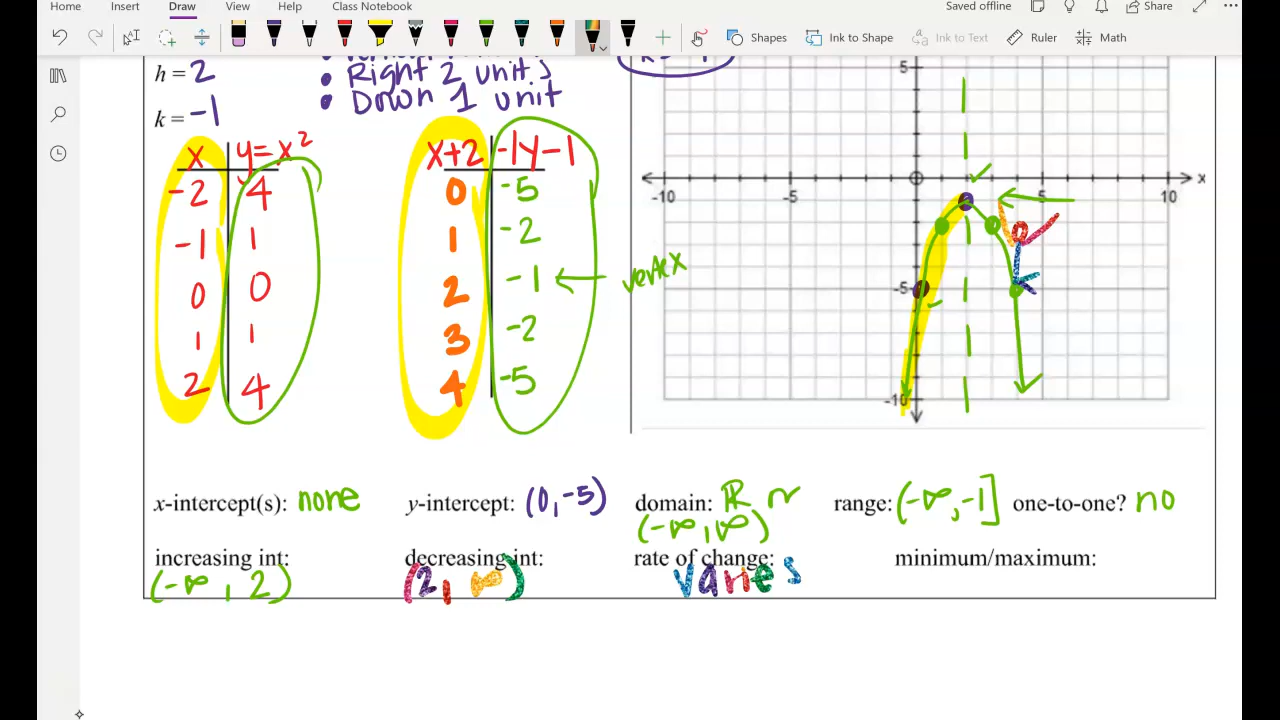 Home Insert Draw View Help Class Notebook Saved offline Share
Shapes Ink to Shape Ink to Text Ruler Math
h = 2
• Right 2 units
k = -1
• Down 1 unit
x y=x² x+2 -1y-1
-2 4 0 -5
-1 1 1 -2
0 0 2 -1 ← vertex
1 1 3 -2
2 4 4 -5
5
-10 -5 5 10 x
-5
-10
x-intercept(s): none y-intercept: (0,-5) domain: ℝ or (-∞,∞) range: (-∞,-1] one-to-one? no
increasing int: decreasing int: rate of change: minimum/maximum:
(-∞, 2) (2, ∞) varies